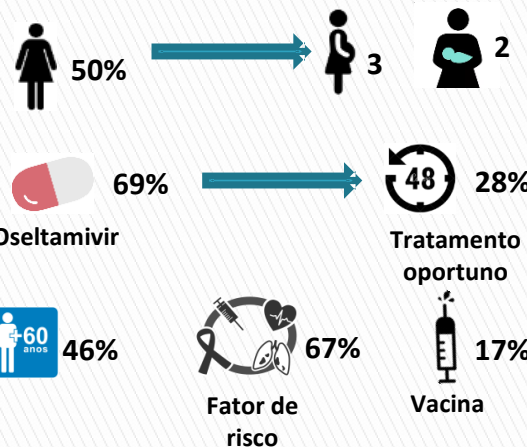 50%
3
2
69%
48
28%
Oseltamivir
Tratamento
oportuno
+60
anos
46%
67%
17%
Fator de
risco
Vacina